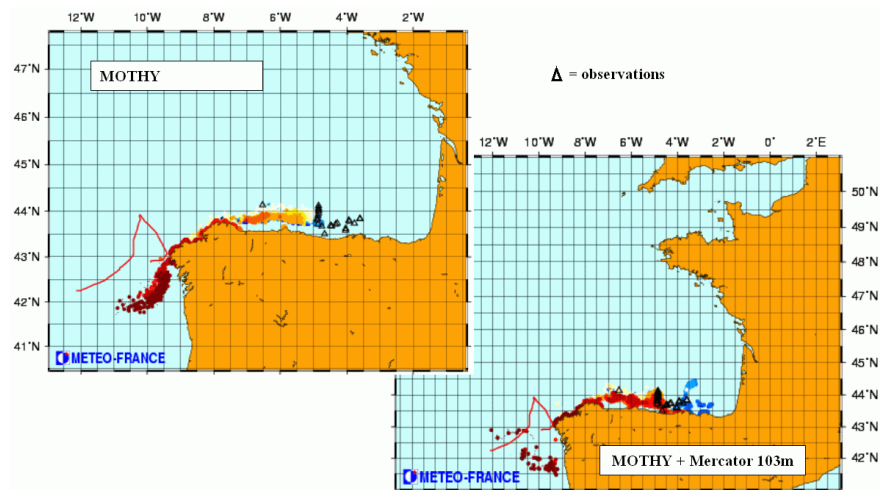 12°W 10°W 8°W 6°W 4°W 2°W
47°N
46°N
45°N
44°N
43°N
42°N
41°N
MOTHY
METEO-FRANCE
Δ = observations
12°W 10°W 8°W 6°W 4°W 2°W 0° 2°E
50°N
49°N
48°N
47°N
46°N
45°N
44°N
43°N
42°N
METEO-FRANCE
MOTHY + Mercator 103m